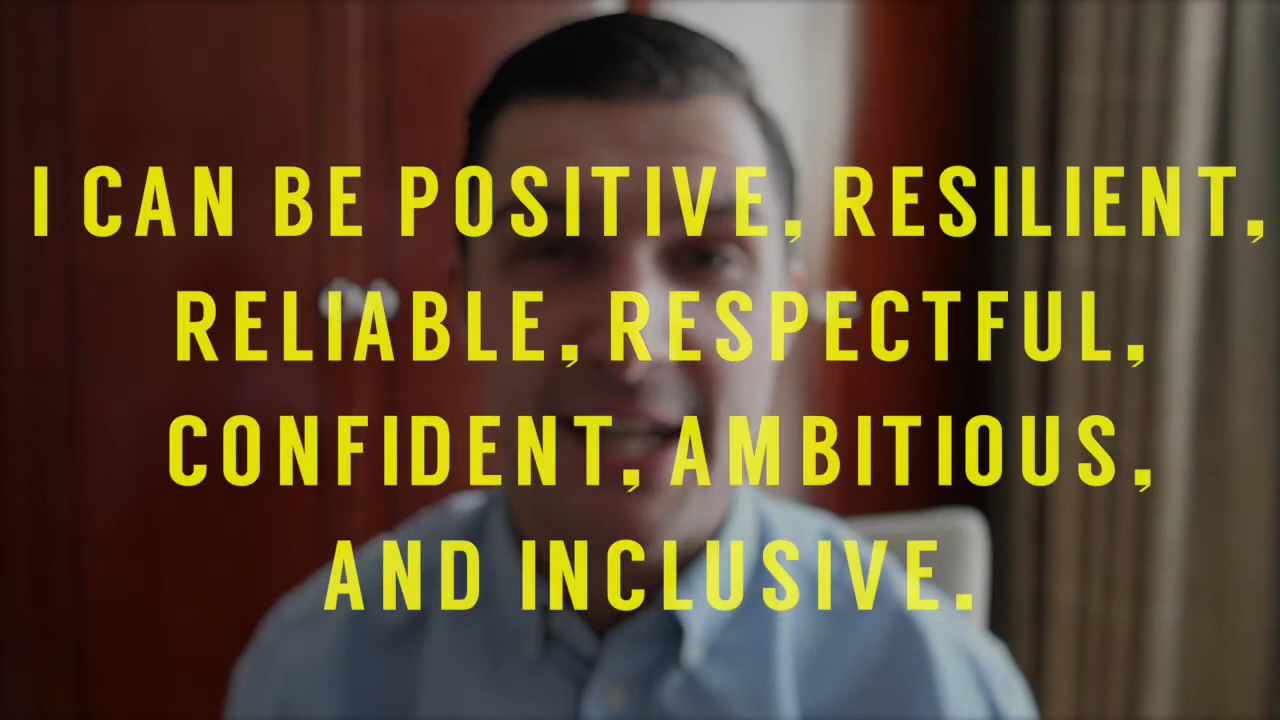 I CAN BE POSITIVE, RESILIENT,
RELIABLE, RESPECTFUL,
CONFIDENT, AMBITIOUS,
AND INCLUSIVE.